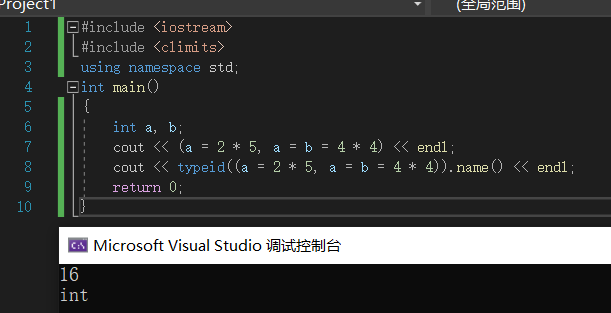 Project1 (全局范围)
1 #include <iostream>
2 #include <climits>
3 using namespace std;
4 int main()
5 {
6 int a, b;
7 cout << (a = 2 * 5, a = b = 4 * 4) << endl;
8 cout << typeid((a = 2 * 5, a = b = 4 * 4)).name() << endl;
9 return 0;
10 }
C:\ Microsoft Visual Studio 调试控制台
16
int